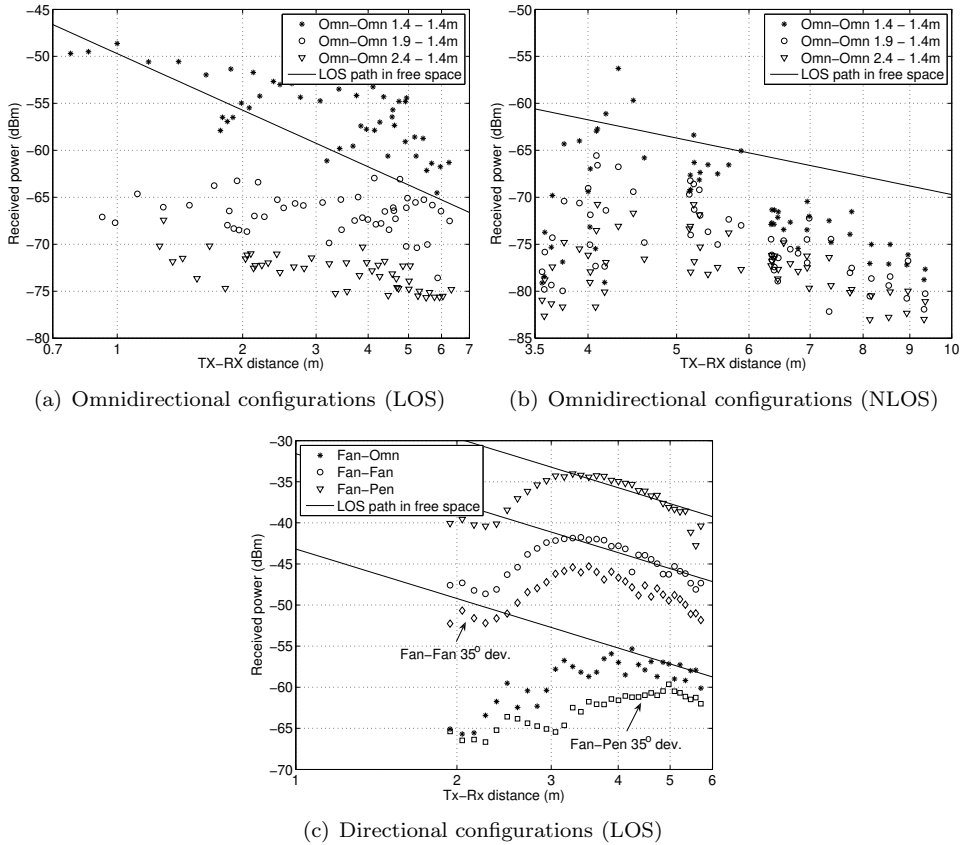 −45
−50
−55
−60
−65
−70
−75
−80
Received power (dBm)
Omn−Omn 1.4 − 1.4m
Omn−Omn 1.9 − 1.4m
Omn−Omn 2.4 − 1.4m
LOS path in free space
0.7 1 2 3 4 5 6 7
TX−RX distance (m)
(a) Omnidirectional configurations (LOS)
−50
−55
−60
−65
−70
−75
−80
−85
Received power (dBm)
Omn−Omn 1.4 − 1.4m
Omn−Omn 1.9 − 1.4m
Omn−Omn 2.4 − 1.4m
LOS path in free space
3.5 4 5 6 7 8 9 10
TX−RX distance (m)
(b) Omnidirectional configurations (NLOS)
−30
−35
−40
−45
−50
−55
−60
−65
−70
Received power (dBm)
Fan−Omn
Fan−Fan
Fan−Pen
LOS path in free space
Fan−Fan 35° dev.
Fan−Pen 35° dev.
1 2 3 4 5 6
Tx−Rx distance (m)
(c) Directional configurations (LOS)